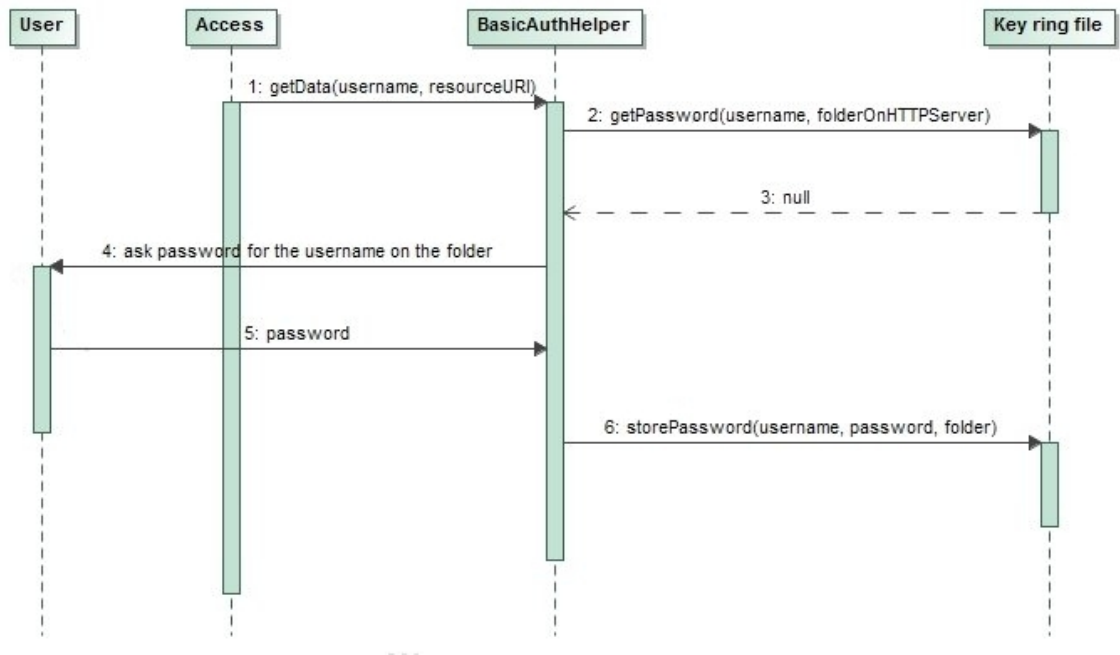 User
Access
BasicAuthHelper
Key ring file
1: getData(username, resourceURI)
2: getPassword(username, folderOnHTTPServer)
3: null
4: ask password for the username on the folder
5: password
6: storePassword(username, password, folder)